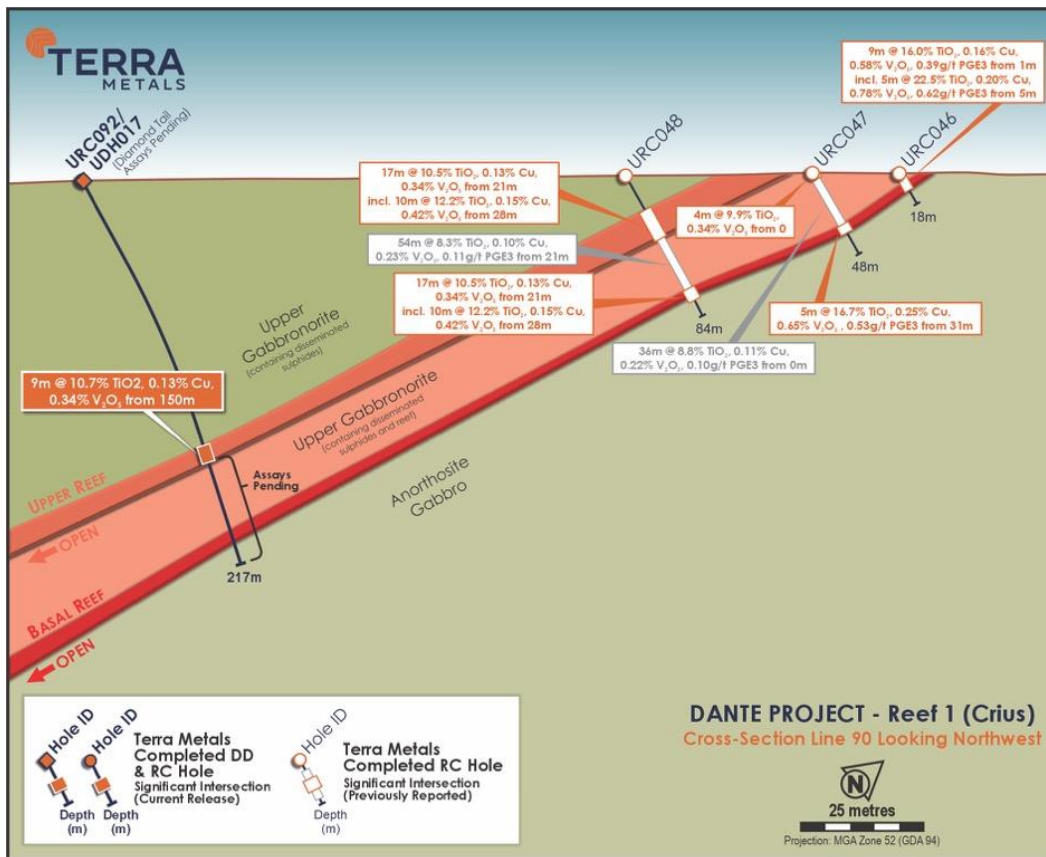 TERRA
METALS
URC092/
UDH017
(Diamond Tail
Assays Pending)
URC048
URC047
URC046
9m @ 16.0% TiO₂, 0.16% Cu,
0.58% V₂O₅, 0.39g/t PGE3 from 1m
incl. 5m @ 22.5% TiO₂, 0.20% Cu,
0.78% V₂O₅, 0.62g/t PGE3 from 5m
17m @ 10.5% TiO₂, 0.13% Cu,
0.34% V₂O₅ from 21m
incl. 10m @ 12.2% TiO₂, 0.15% Cu,
0.42% V₂O₅ from 28m
4m @ 9.9% TiO₂,
0.34% V₂O₅ from 0
18m
54m @ 8.3% TiO₂, 0.10% Cu,
0.23% V₂O₅, 0.11g/t PGE3 from 21m
48m
17m @ 10.5% TiO₂, 0.13% Cu,
0.34% V₂O₅ from 21m
incl. 10m @ 12.2% TiO₂, 0.15% Cu,
0.42% V₂O₅ from 28m
84m
5m @ 16.7% TiO₂, 0.25% Cu,
0.65% V₂O₅ , 0.53g/t PGE3 from 31m
36m @ 8.8% TiO₂, 0.11% Cu,
0.22% V₂O₅, 0.10g/t PGE3 from 0m
Upper
Gabbronorite
(containing disseminated
sulphides)
9m @ 10.7% TiO2, 0.13% Cu,
0.34% V₂O₅ from 150m
Upper Gabbronorite
(containing disseminated
sulphides and reef)
Anorthosite
Gabbro
Assays
Pending
UPPER REEF
OPEN
217m
BASAL REEF
OPEN
Hole ID
Depth
(m)
Hole ID
Depth
(m)
Terra Metals
Completed DD
& RC Hole
Significant Intersection
(Current Release)
Hole ID
Depth
(m)
Terra Metals
Completed RC Hole
Significant Intersection
(Previously Reported)
DANTE PROJECT - Reef 1 (Crius)
Cross-Section Line 90 Looking Northwest
N
25 metres
Projection: MGA Zone 52 (GDA 94)